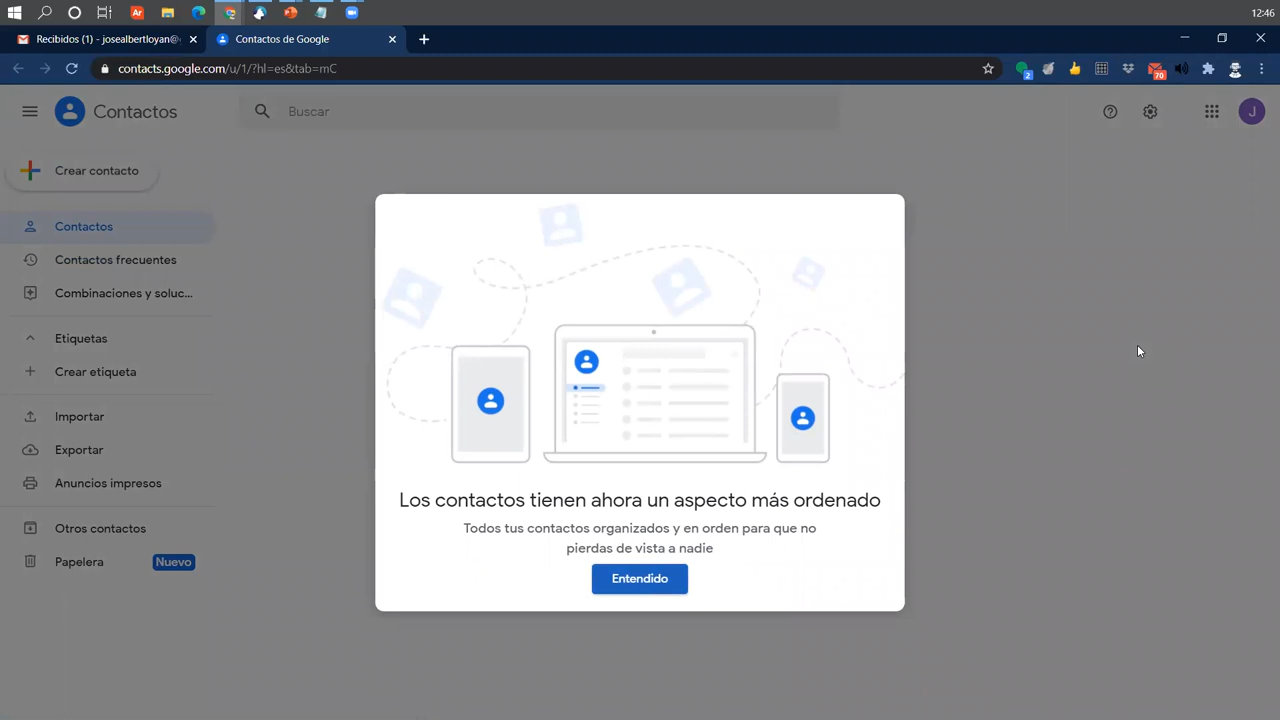 12:46
Recibidos (1) - josealbertloyan@
Contactos de Google
contacts.google.com/u/1/?hl=es&tab=mC
2
70
Contactos
Buscar
J
Crear contacto
Contactos
Contactos frecuentes
Combinaciones y soluc...
Etiquetas
Crear etiqueta
Importar
Exportar
Anuncios impresos
Otros contactos
Papelera Nuevo
Los contactos tienen ahora un aspecto más ordenado
Todos tus contactos organizados y en orden para que no
pierdas de vista a nadie
Entendido